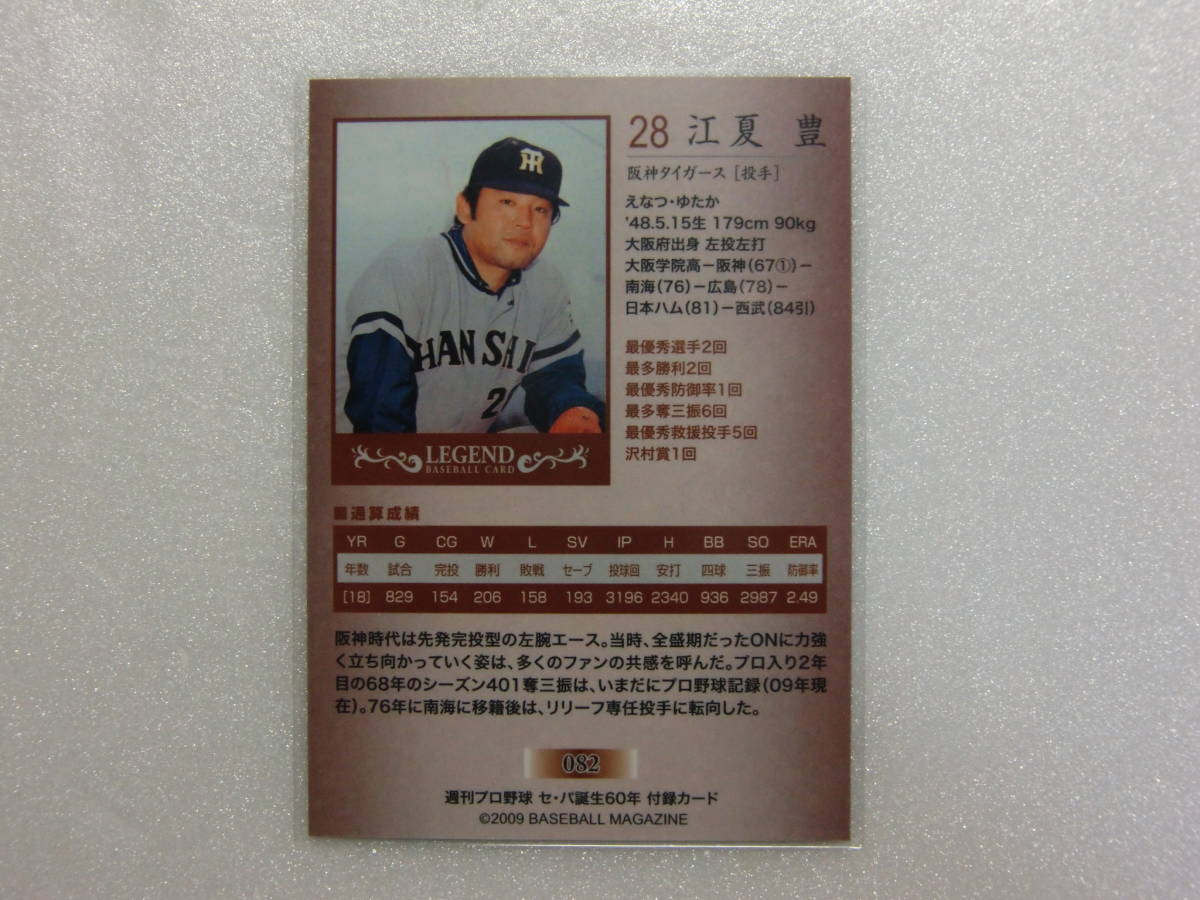 28 江夏 豊
阪神タイガース [投手]
えなつ・ゆたか
'48.5.15生 179cm 90kg
大阪府出身 左投左打
大阪学院高－阪神(67①)－
南海(76)－広島(78)－
日本ハム(81)－西武(84引)
最優秀選手2回
最多勝利2回
最優秀防御率1回
最多奪三振6回
最優秀救援投手5回
沢村賞1回
HANSHI
2
LEGEND
BASEBALL CARD
■通算成績
YR G CG W L SV IP H BB SO ERA
年数 試合 完投 勝利 敗戦 セーブ 投球回 安打 四球 三振 防御率
[18] 829 154 206 158 193 3196 2340 936 2987 2.49
阪神時代は先発完投型の左腕エース。当時、全盛期だったONに力強
く立ち向かっていく姿は、多くのファンの共感を呼んだ。プロ入り2年
目の68年のシーズン401奪三振は、いまだにプロ野球記録(09年現
在)。76年に南海に移籍後は、リリーフ専任投手に転向した。
082
週刊プロ野球 セ・パ誕生60年 付録カード
©2009 BASEBALL MAGAZINE